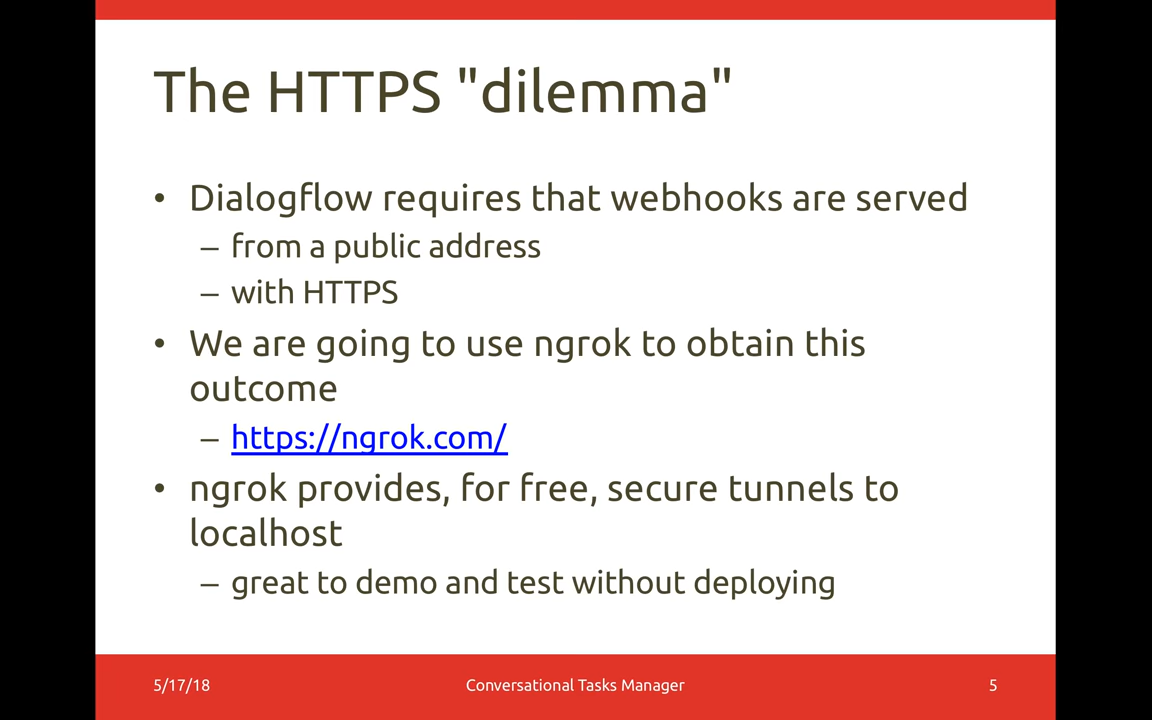 The HTTPS "dilemma"
• Dialogflow requires that webhooks are served
– from a public address
– with HTTPS
• We are going to use ngrok to obtain this
outcome
– https://ngrok.com/
• ngrok provides, for free, secure tunnels to
localhost
– great to demo and test without deploying
5/17/18
Conversational Tasks Manager
5